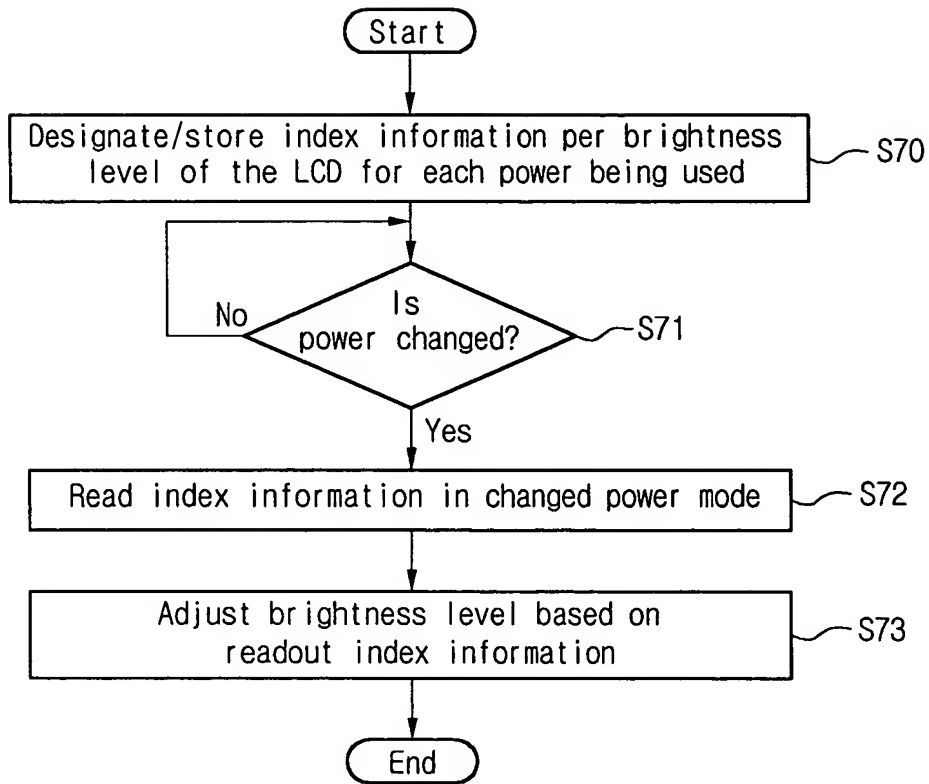 Start
Designate/store index information per brightness
level of the LCD for each power being used
S70
Is
power changed?
No
S71
Yes
Read index information in changed power mode
S72
Adjust brightness level based on
readout index information
S73
End